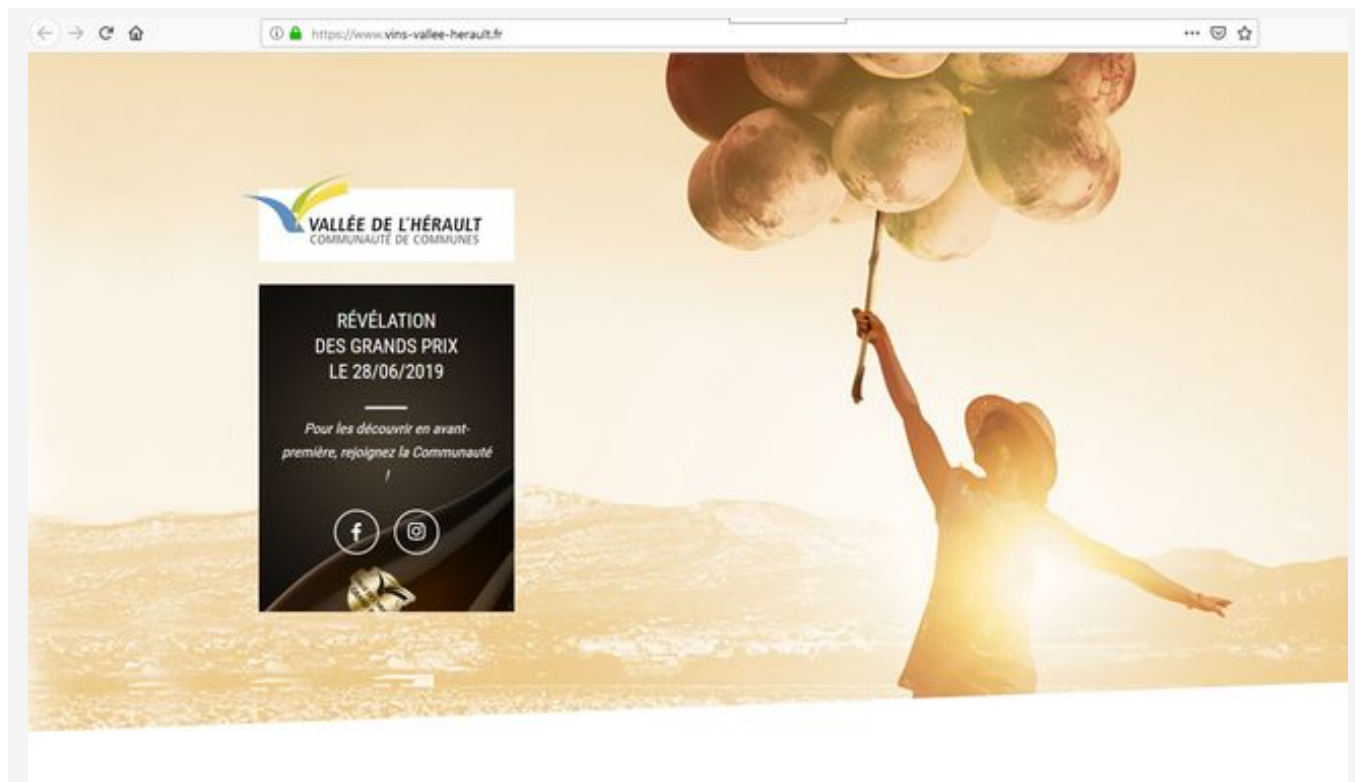 https://www.vins-vallee-herault.fr
VALLÉE DE L'HÉRAULT
COMMUNAUTÉ DE COMMUNES
RÉVÉLATION
DES GRANDS PRIX
LE 28/06/2019
Pour les découvrir en avant-
première, rejoignez la Communauté
!